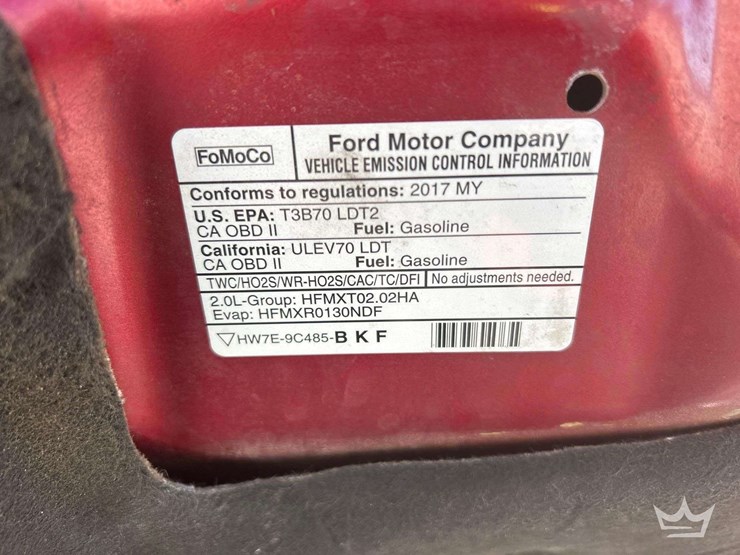 FoMoCo
Ford Motor Company
VEHICLE EMISSION CONTROL INFORMATION
Conforms to regulations: 2017 MY
U.S. EPA: T3B70 LDT2
CA OBD II Fuel: Gasoline
California: ULEV70 LDT
CA OBD II Fuel: Gasoline
TWC/HO2S/WR-HO2S/CAC/TC/DFI No adjustments needed.
2.0L-Group: HFMXT02.02HA
Evap: HFMXR0130NDF
HW7E-9C485-B K F